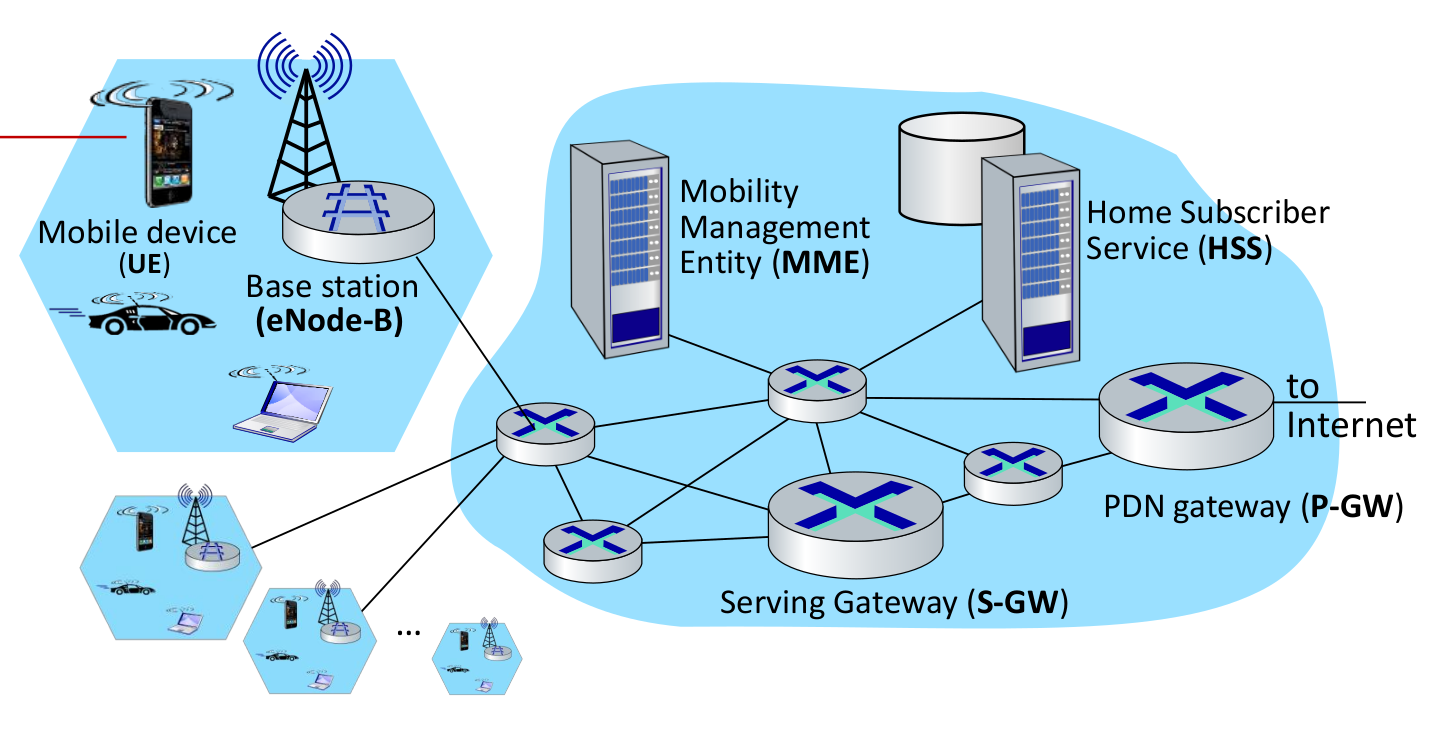 Mobile device
(UE)
Base station
(eNode-B)
Mobility
Management
Entity (MME)
Home Subscriber
Service (HSS)
to
Internet
PDN gateway (P-GW)
Serving Gateway (S-GW)
...